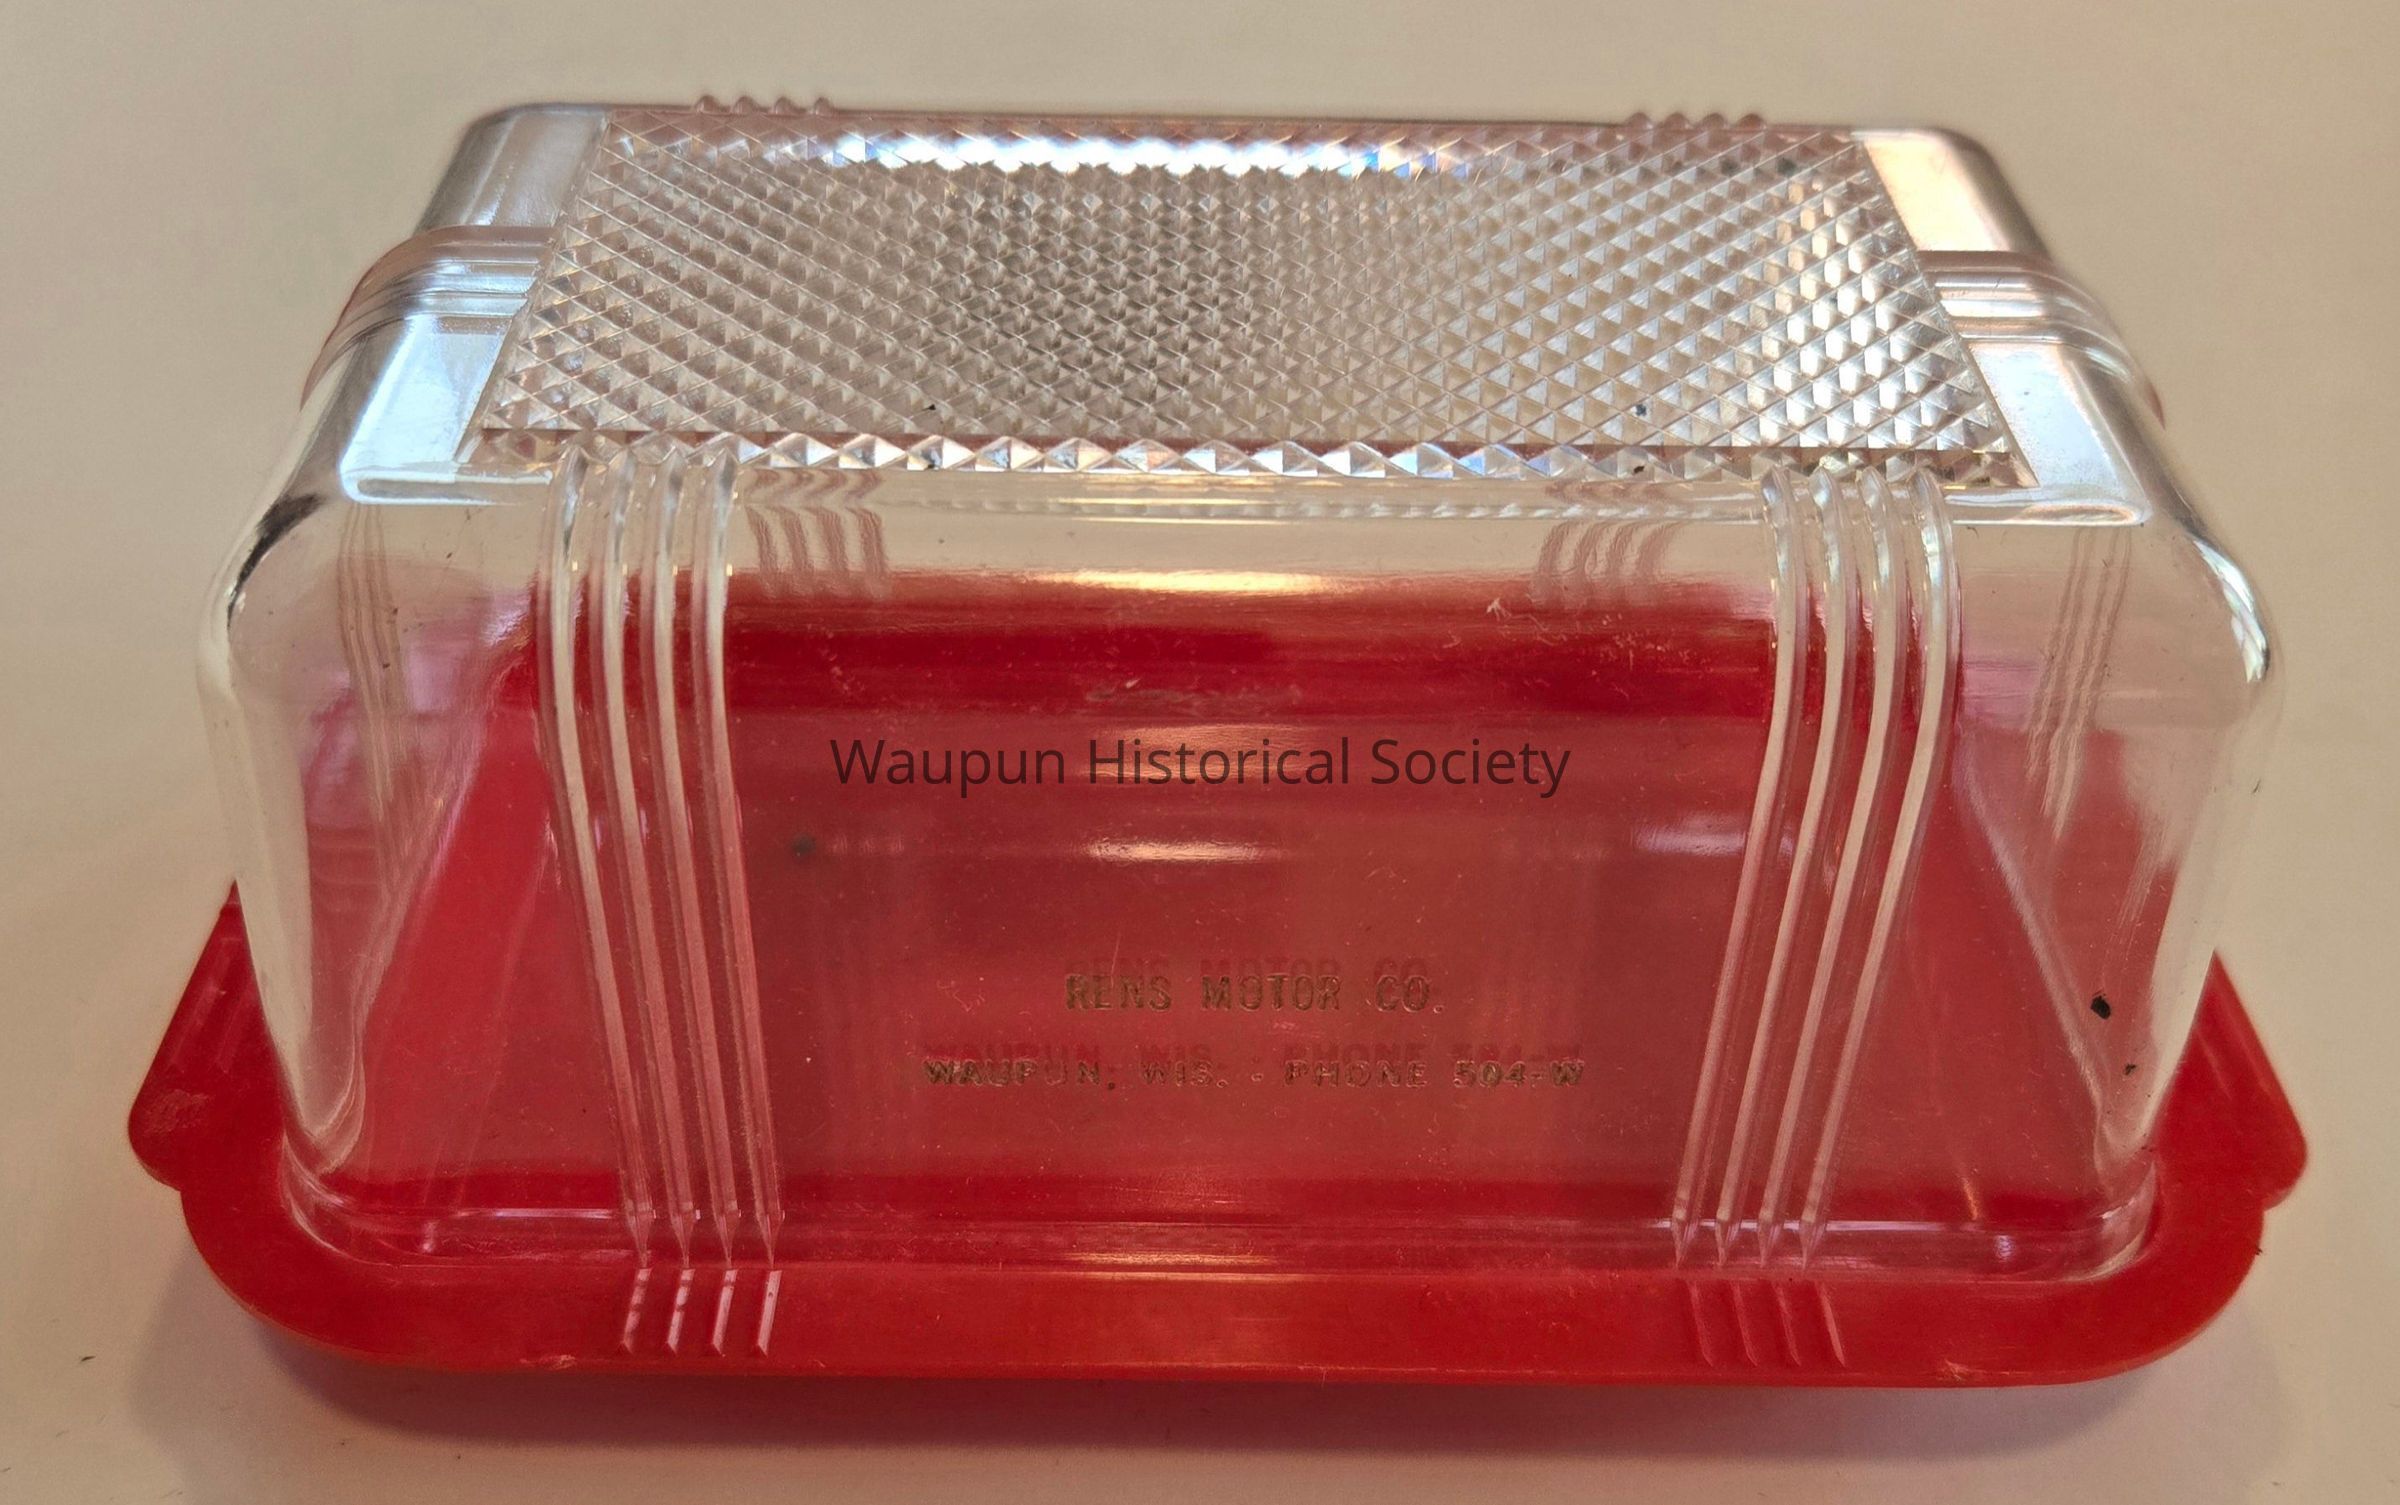 Waupun Historical Society
RENS MOTOR CO.
WAUPUN, WIS. - PHONE 504-W